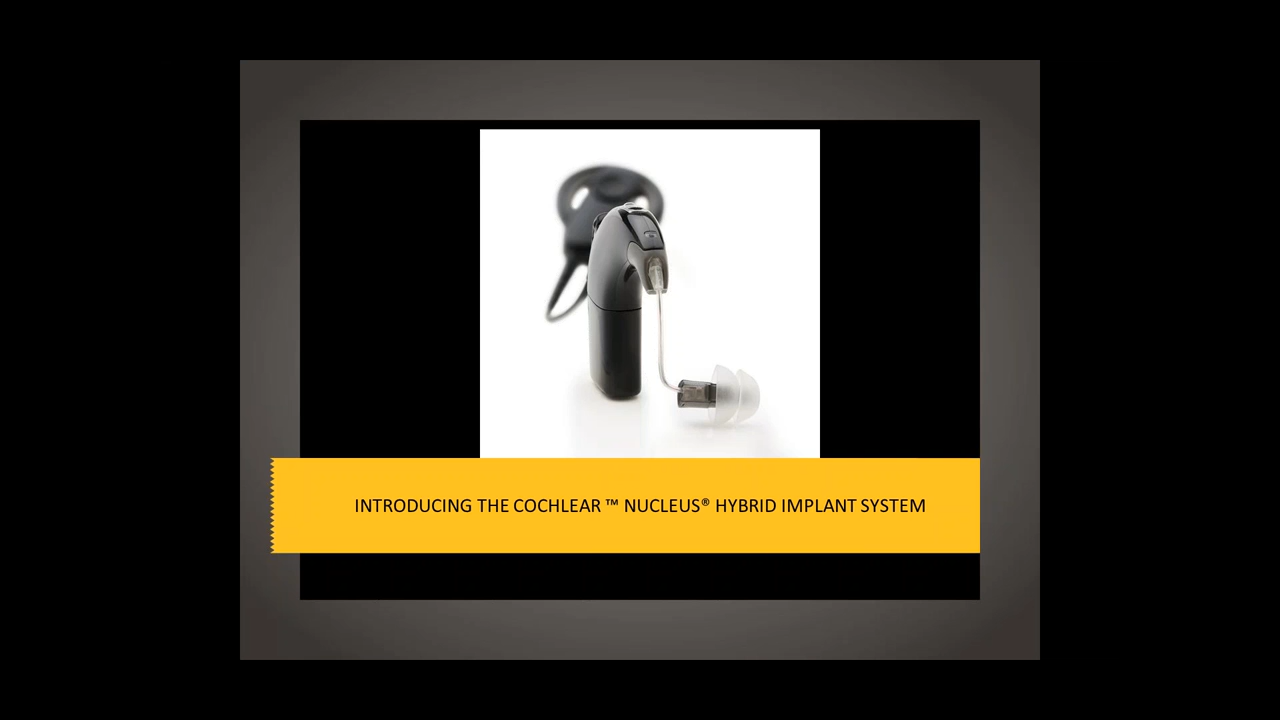 INTRODUCING THE COCHLEAR ™ NUCLEUS® HYBRID IMPLANT SYSTEM